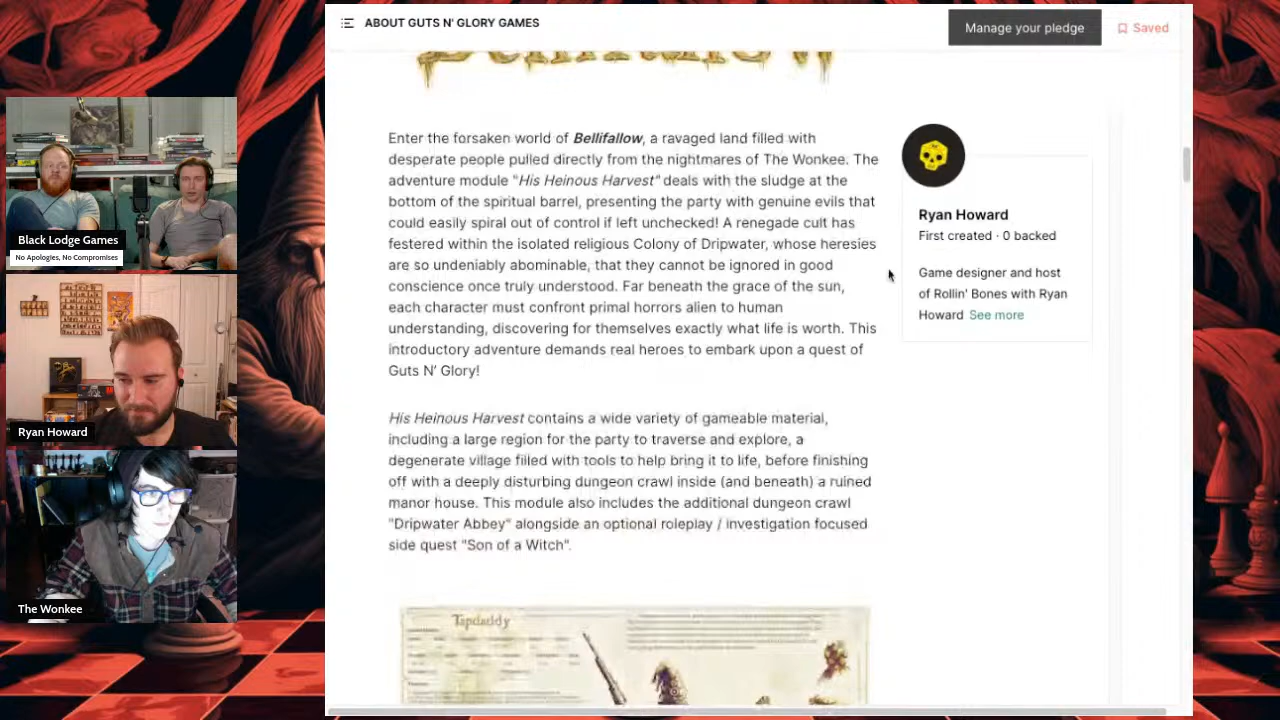 ABOUT GUTS N' GLORY GAMES
Manage your pledge
Saved
Bellifallow
Enter the forsaken world of Bellifallow, a ravaged land filled with
desperate people pulled directly from the nightmares of The Wonkee. The
adventure module "His Heinous Harvest" deals with the sludge at the
bottom of the spiritual barrel, presenting the party with genuine evils that
could easily spiral out of control if left unchecked! A renegade cult has
festered within the isolated religious Colony of Dripwater, whose heresies
are so undeniably abominable, that they cannot be ignored in good
conscience once truly understood. Far beneath the grace of the sun,
each character must confront primal horrors alien to human
understanding, discovering for themselves exactly what life is worth. This
introductory adventure demands real heroes to embark upon a quest of
Guts N' Glory!
His Heinous Harvest contains a wide variety of gameable material,
including a large region for the party to traverse and explore, a
degenerate village filled with tools to help bring it to life, before finishing
off with a deeply disturbing dungeon crawl inside (and beneath) a ruined
manor house. This module also includes the additional dungeon crawl
"Dripwater Abbey" alongside an optional roleplay / investigation focused
side quest "Son of a Witch".
Tapdaddy
Ryan Howard
First created · 0 backed
Game designer and host
of Rollin' Bones with Ryan
Howard See more
Black Lodge Games
No Apologies, No Compromises
Ryan Howard
The Wonkee